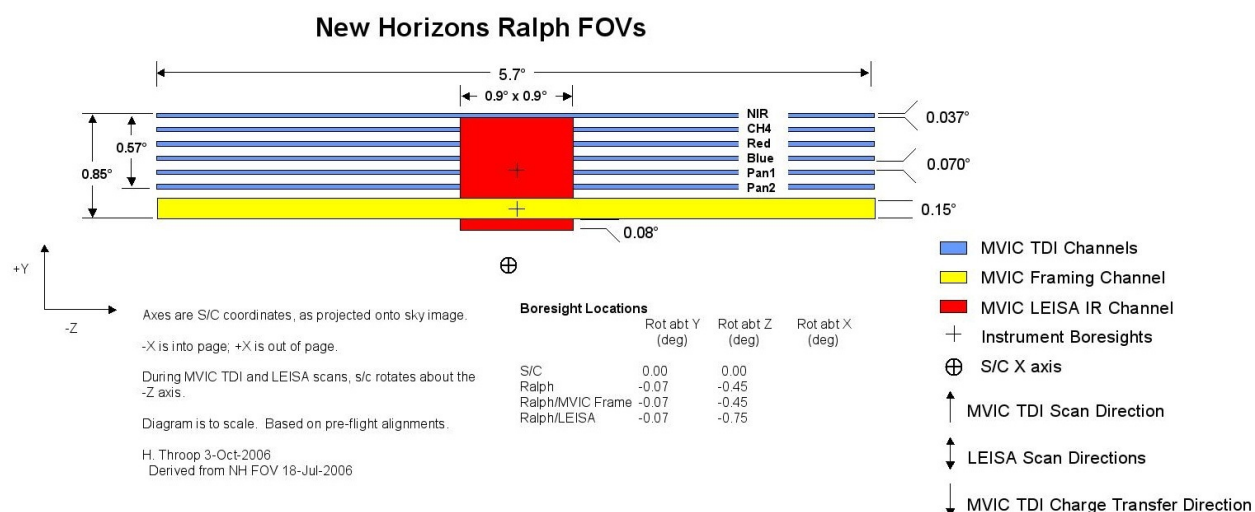 New Horizons Ralph FOVs
5.7°
0.9° x 0.9°
NIR
CH4
Red
Blue
Pan1
Pan2
0.57°
0.85°
0.037°
0.070°
0.15°
0.08°
+Y
-Z
MVIC TDI Channels
MVIC Framing Channel
MVIC LEISA IR Channel
Instrument Boresights
S/C X axis
MVIC TDI Scan Direction
LEISA Scan Directions
MVIC TDI Charge Transfer Direction
Axes are S/C coordinates, as projected onto sky image.
-X is into page; +X is out of page.
During MVIC TDI and LEISA scans, s/c rotates about the
-Z axis.
Diagram is to scale. Based on pre-flight alignments.
H. Throop 3-Oct-2006
Derived from NH FOV 18-Jul-2006
Boresight Locations
Rot abt Y Rot abt Z Rot abt X
(deg) (deg) (deg)
S/C 0.00 0.00
Ralph -0.07 -0.45
Ralph/MVIC Frame -0.07 -0.45
Ralph/LEISA -0.07 -0.75